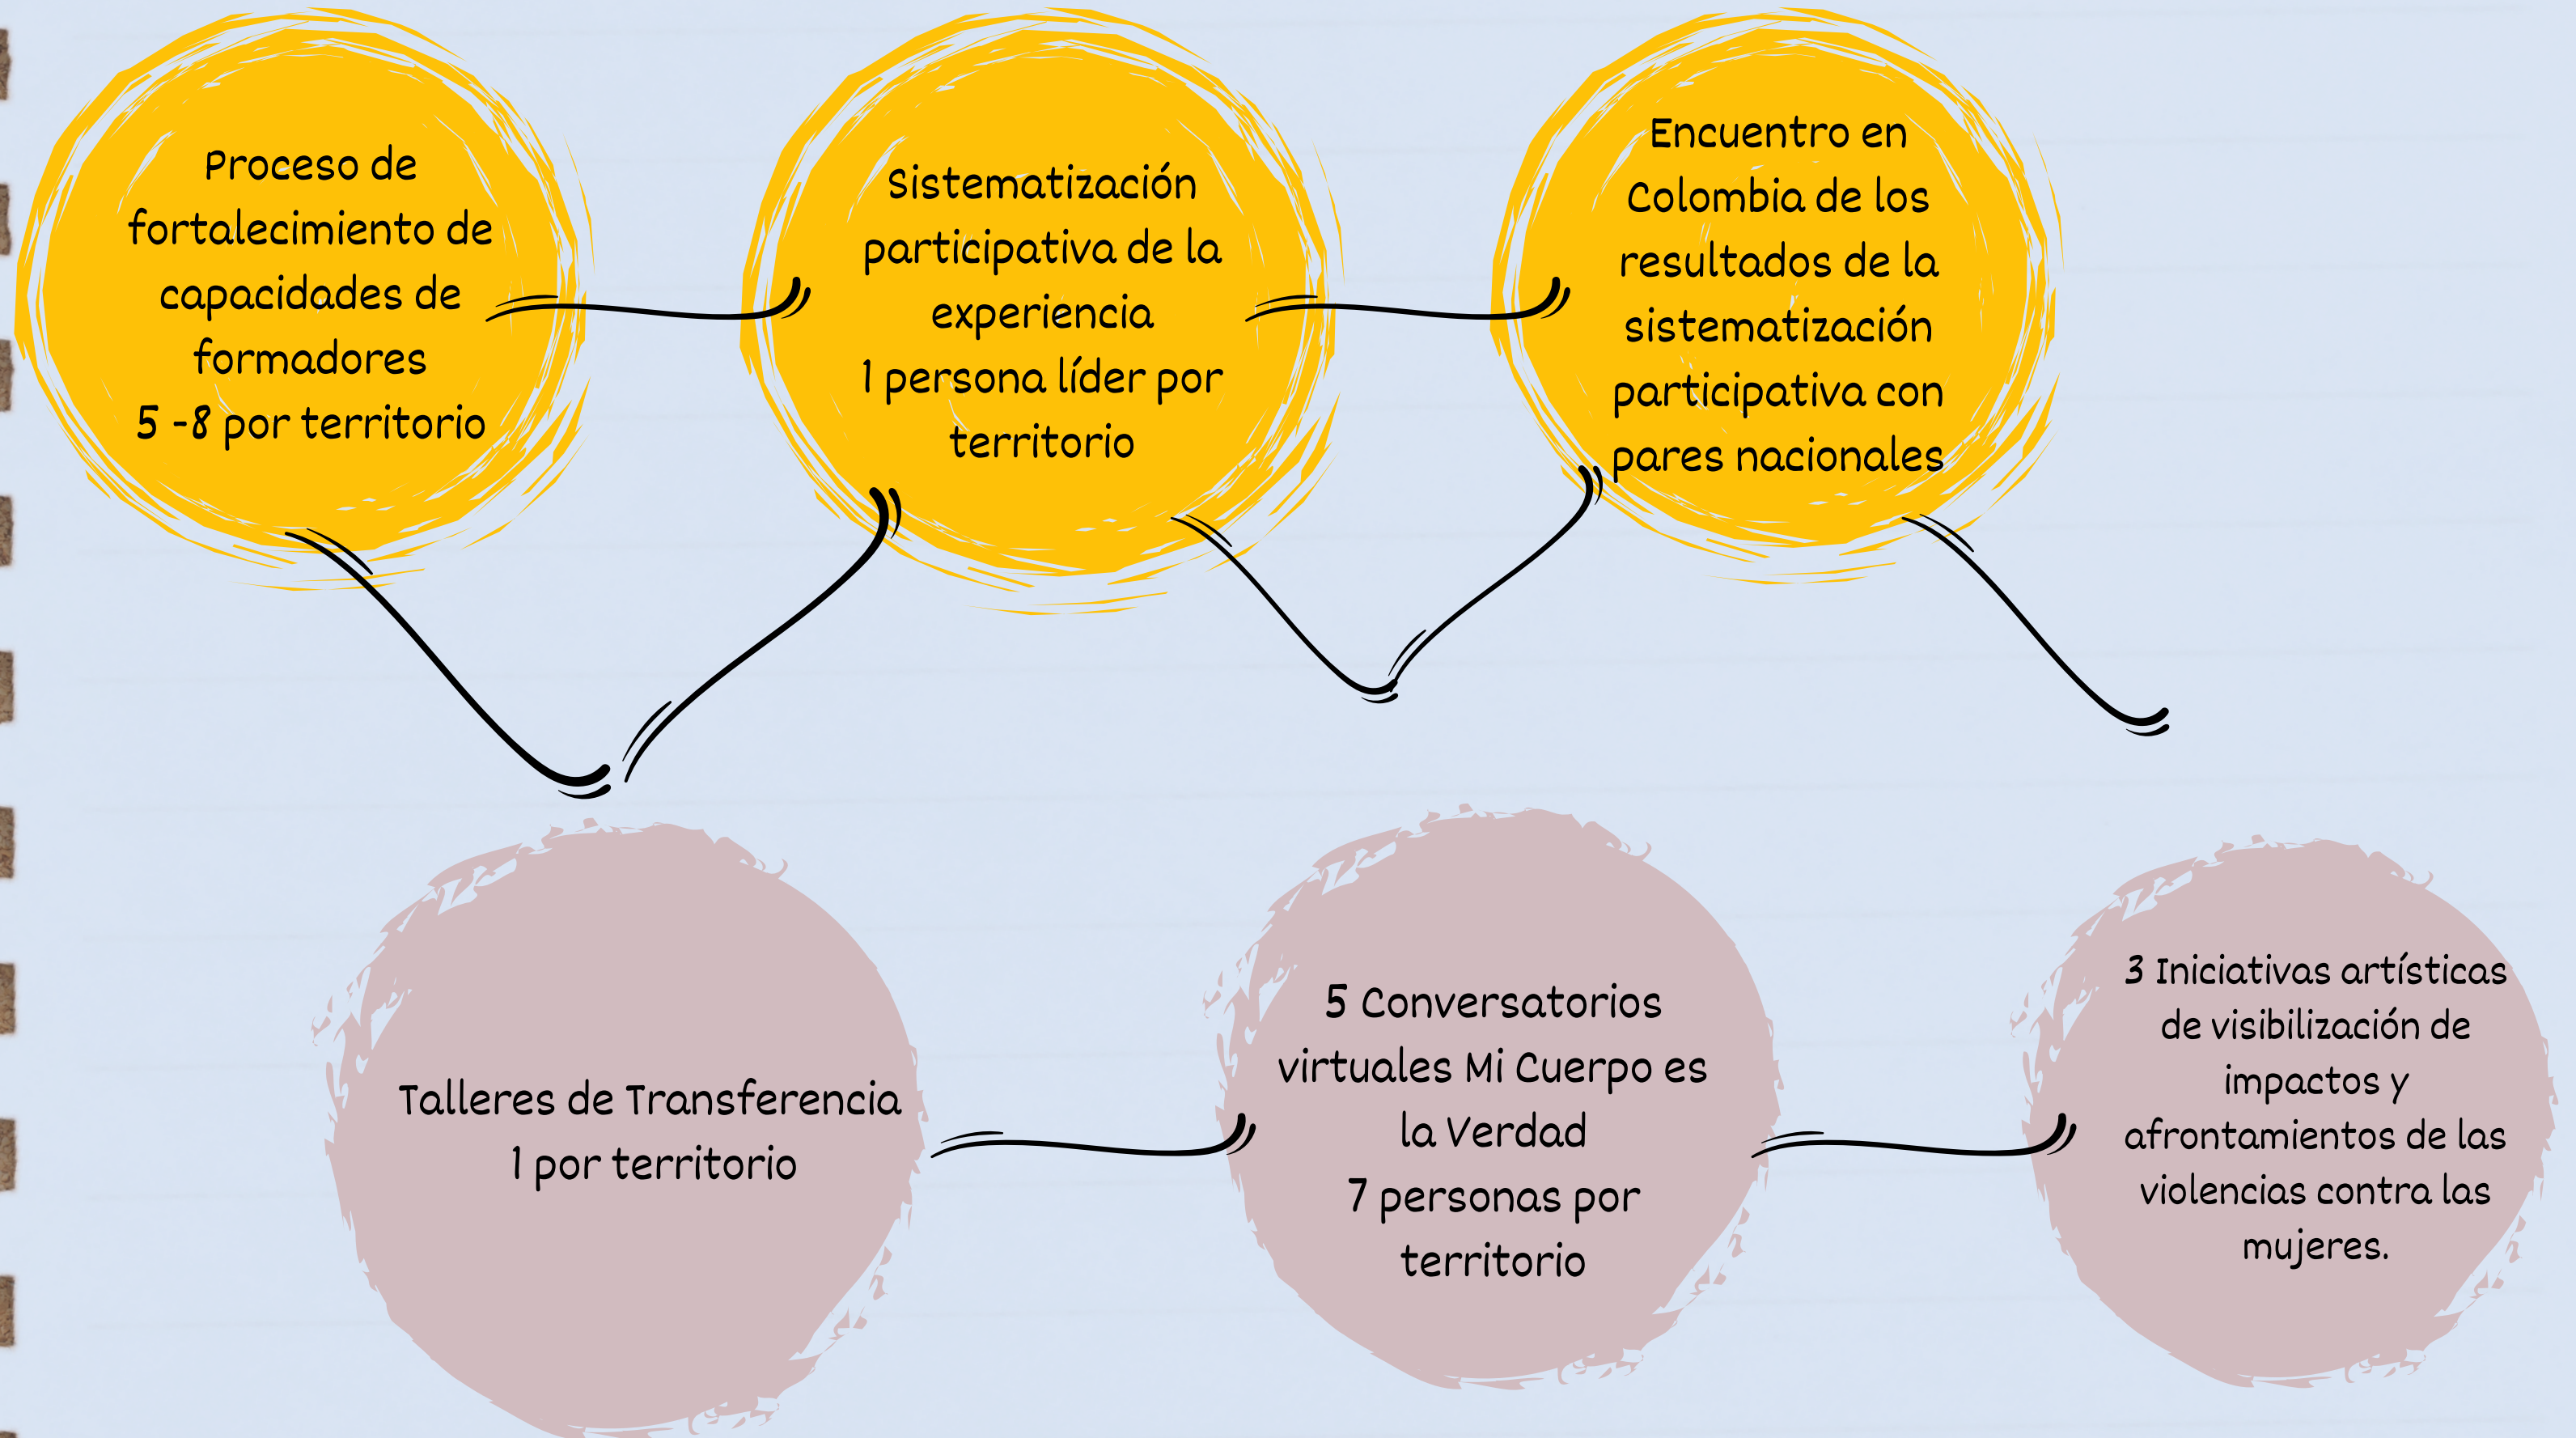 Proceso de
fortalecimiento de
capacidades de
formadores
5 -8 por territorio
Sistematización
participativa de la
experiencia
1 persona líder por
territorio
Encuentro en
Colombia de los
resultados de la
sistematización
participativa con
pares nacionales
Talleres de Transferencia
1 por territorio
5 Conversatorios
virtuales Mi Cuerpo es
la Verdad
7 personas por
territorio
3 Iniciativas artísticas
de visibilización de
impactos y
afrontamientos de las
violencias contra las
mujeres.